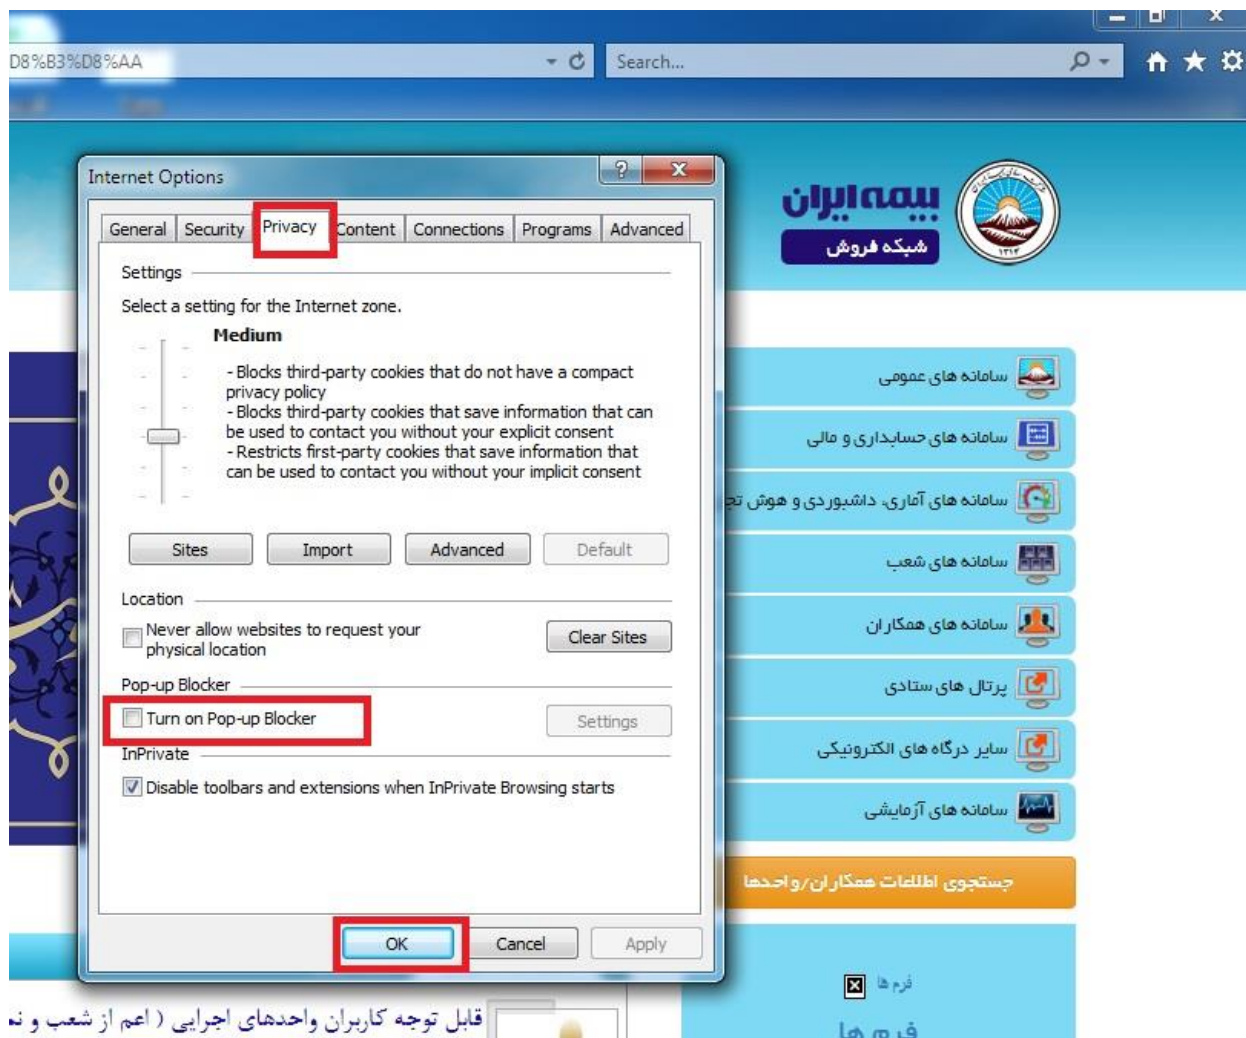 D8%B3%D8%AA
Search...
Internet Options
General Security Privacy Content Connections Programs Advanced
Settings
Select a setting for the Internet zone.
Medium
- Blocks third-party cookies that do not have a compact
privacy policy
- Blocks third-party cookies that save information that can
be used to contact you without your explicit consent
- Restricts first-party cookies that save information that
can be used to contact you without your implicit consent
Sites Import Advanced Default
Location
Never allow websites to request your
physical location
Clear Sites
Pop-up Blocker
Turn on Pop-up Blocker
Settings
InPrivate
Disable toolbars and extensions when InPrivate Browsing starts
OK Cancel Apply
بیمه ایران
شبکه فروش
۱۳۱۴
سامانه های عمومی
سامانه های حسابداری و مالی
سامانه های آماری، داشبوردی و هوش تج
سامانه های شعب
سامانه های همکاران
پرتال های ستادی
سایر درگاه های الکترونیکی
سامانه های آزمایشی
جستجوی اطلاعات همکاران/واحدها
فرم ها
فرم ها
قابل توجه کاربران واحدهای اجرایی ( اعم از شعب و نم